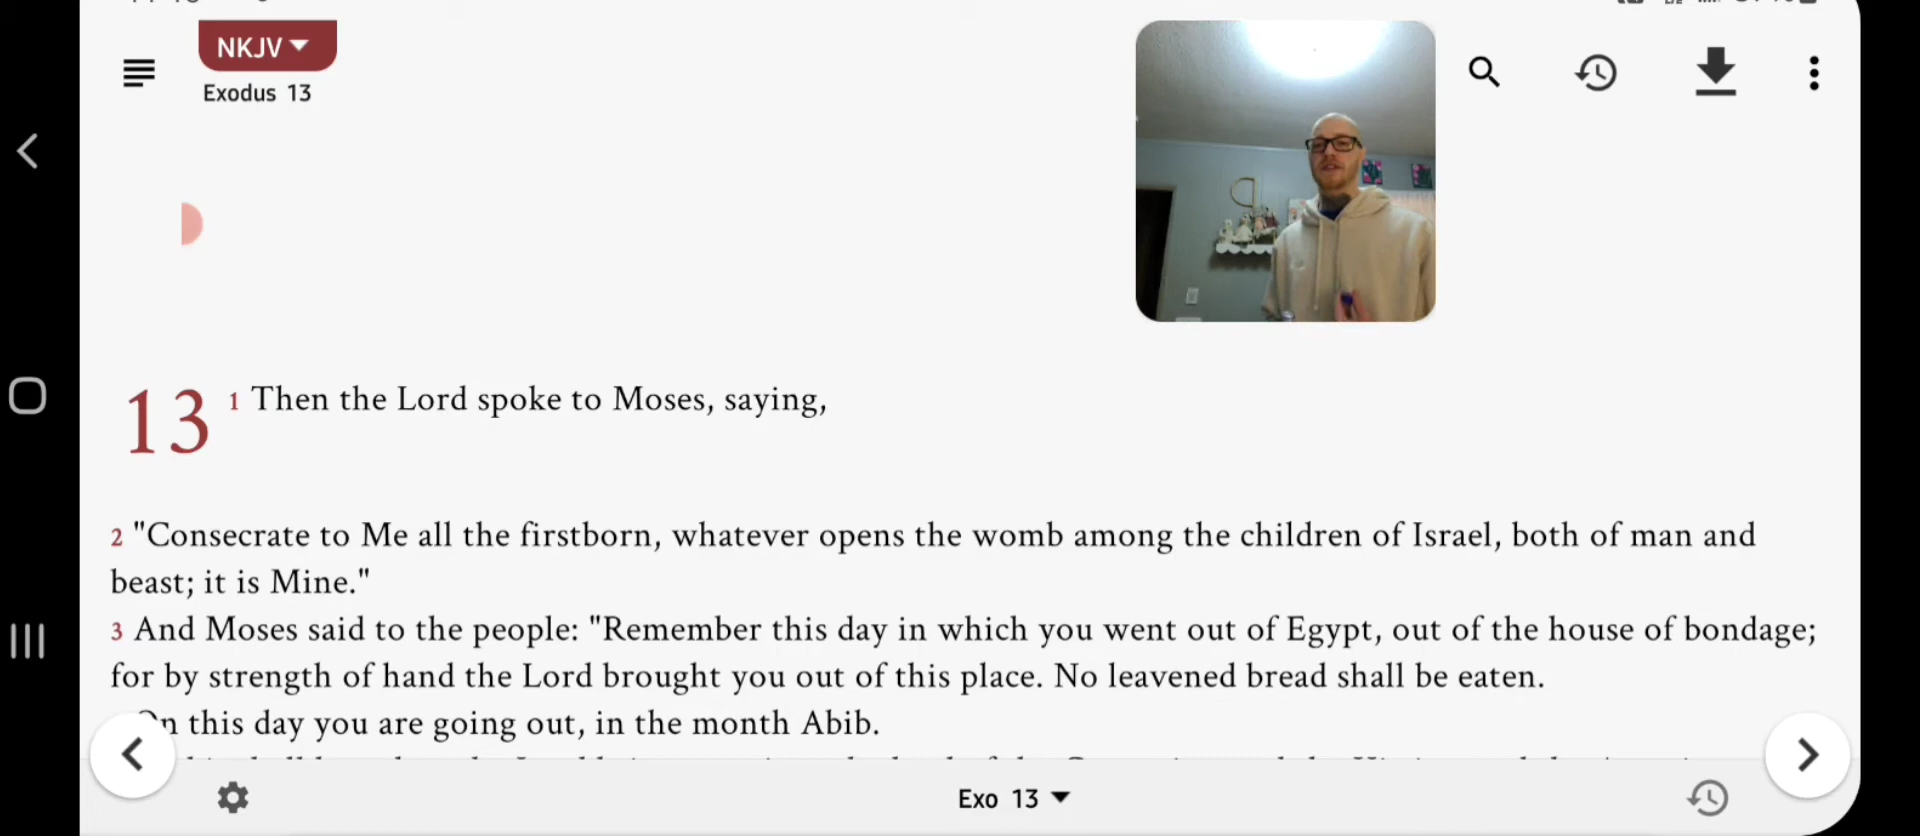 NKJV
Exodus 13
13 1 Then the Lord spoke to Moses, saying,
2 "Consecrate to Me all the firstborn, whatever opens the womb among the children of Israel, both of man and
beast; it is Mine."
3 And Moses said to the people: "Remember this day in which you went out of Egypt, out of the house of bondage;
for by strength of hand the Lord brought you out of this place. No leavened bread shall be eaten.
On this day you are going out, in the month Abib.
Exo 13